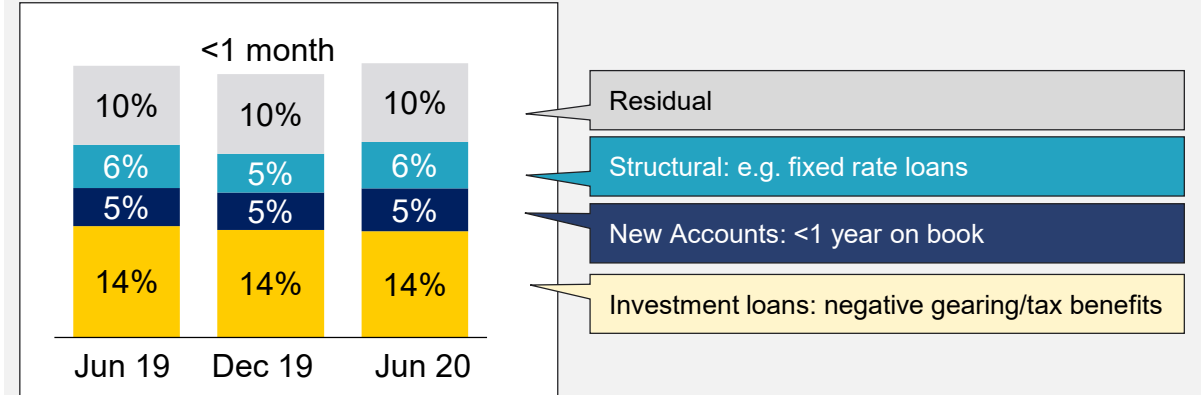 <1 month
10% 10% 10%
6% 5% 6%
5% 5% 5%
14% 14% 14%
Jun 19 Dec 19 Jun 20
Residual
Structural: e.g. fixed rate loans
New Accounts: <1 year on book
Investment loans: negative gearing/tax benefits